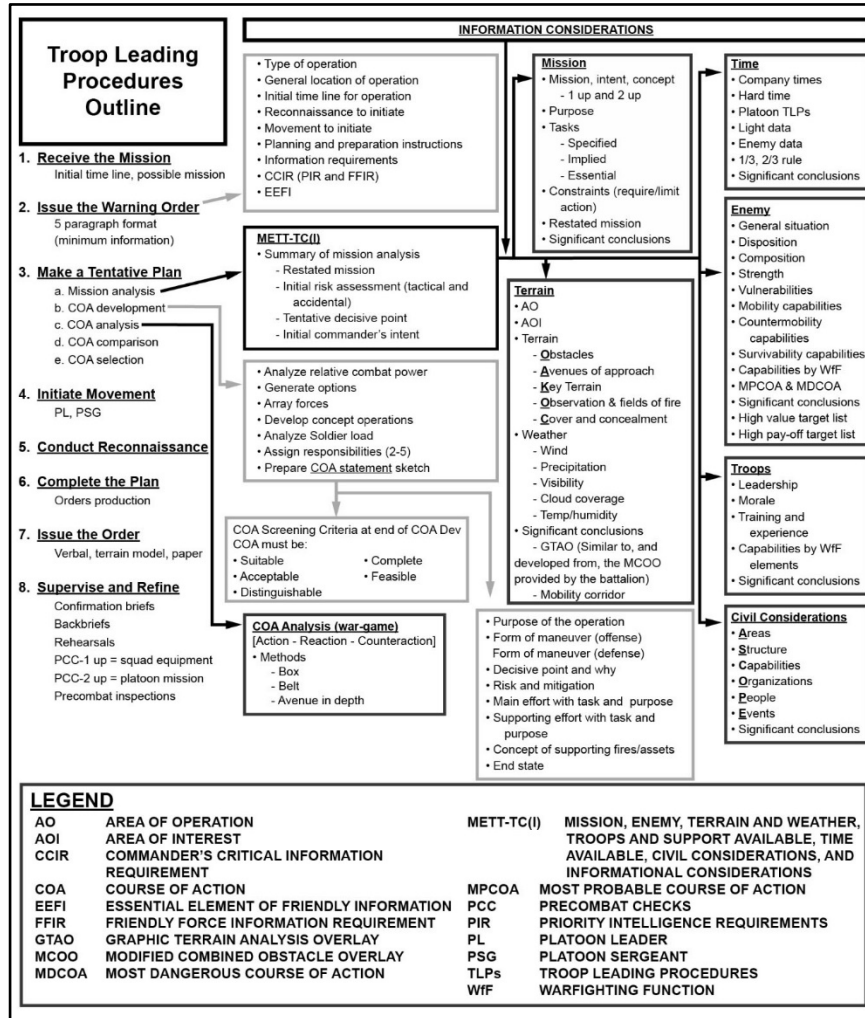 Troop Leading
Procedures
Outline
1. Receive the Mission
Initial time line, possible mission
2. Issue the Warning Order
5 paragraph format
(minimum information)
3. Make a Tentative Plan
a. Mission analysis
b. COA development
c. COA analysis
d. COA comparison
e. COA selection
4. Initiate Movement
PL, PSG
5. Conduct Reconnaissance
6. Complete the Plan
Orders production
7. Issue the Order
Verbal, terrain model, paper
8. Supervise and Refine
Confirmation briefs
Backbriefs
Rehearsals
PCC-1 up = squad equipment
PCC-2 up = platoon mission
Precombat inspections
INFORMATION CONSIDERATIONS
• Type of operation
• General location of operation
• Initial time line for operation
• Reconnaissance to initiate
• Movement to initiate
• Planning and preparation instructions
• Information requirements
• CCIR (PIR and FFIR)
• EEFI
METT-TC(I)
• Summary of mission analysis
- Restated mission
- Initial risk assessment (tactical and
accidental)
- Tentative decisive point
- Initial commander's intent
• Analyze relative combat power
• Generate options
• Array forces
• Develop concept operations
• Analyze Soldier load
• Assign responsibilities (2-5)
• Prepare COA statement sketch
COA Screening Criteria at end of COA Dev
COA must be:
• Suitable • Complete
• Acceptable • Feasible
• Distinguishable
COA Analysis (war-game)
[Action - Reaction - Counteraction]
• Methods
- Box
- Belt
- Avenue in depth
Mission
• Mission, intent, concept
- 1 up and 2 up
• Purpose
• Tasks
- Specified
- Implied
- Essential
• Constraints (require/limit
action)
• Restated mission
• Significant conclusions
Terrain
• AO
• AOI
• Terrain
- Obstacles
- Avenues of approach
- Key Terrain
- Observation & fields of fire
- Cover and concealment
• Weather
- Wind
- Precipitation
- Visibility
- Cloud coverage
- Temp/humidity
• Significant conclusions
- GTAO (Similar to, and
developed from, the MCOO
provided by the battalion)
- Mobility corridor
• Purpose of the operation
• Form of maneuver (offense)
Form of maneuver (defense)
• Decisive point and why
• Risk and mitigation
• Main effort with task and purpose
• Supporting effort with task and
purpose
• Concept of supporting fires/assets
• End state
Time
• Company times
• Hard time
• Platoon TLPs
• Light data
• Enemy data
• 1/3, 2/3 rule
• Significant conclusions
Enemy
• General situation
• Disposition
• Composition
• Strength
• Vulnerabilities
• Mobility capabilities
• Countermobility
capabilities
• Survivability capabilities
• Capabilities by WfF
• MPCOA & MDCOA
• Significant conclusions
• High value target list
• High pay-off target list
Troops
• Leadership
• Morale
• Training and
experience
• Capabilities by WfF
elements
• Significant conclusions
Civil Considerations
• Areas
• Structure
• Capabilities
• Organizations
• People
• Events
• Significant conclusions
LEGEND
AO AREA OF OPERATION
AOI AREA OF INTEREST
CCIR COMMANDER'S CRITICAL INFORMATION
REQUIREMENT
COA COURSE OF ACTION
EEFI ESSENTIAL ELEMENT OF FRIENDLY INFORMATION
FFIR FRIENDLY FORCE INFORMATION REQUIREMENT
GTAO GRAPHIC TERRAIN ANALYSIS OVERLAY
MCOO MODIFIED COMBINED OBSTACLE OVERLAY
MDCOA MOST DANGEROUS COURSE OF ACTION
METT-TC(I) MISSION, ENEMY, TERRAIN AND WEATHER,
TROOPS AND SUPPORT AVAILABLE, TIME
AVAILABLE, CIVIL CONSIDERATIONS, AND
INFORMATIONAL CONSIDERATIONS
MPCOA MOST PROBABLE COURSE OF ACTION
PCC PRECOMBAT CHECKS
PIR PRIORITY INTELLIGENCE REQUIREMENTS
PL PLATOON LEADER
PSG PLATOON SERGEANT
TLPs TROOP LEADING PROCEDURES
WfF WARFIGHTING FUNCTION